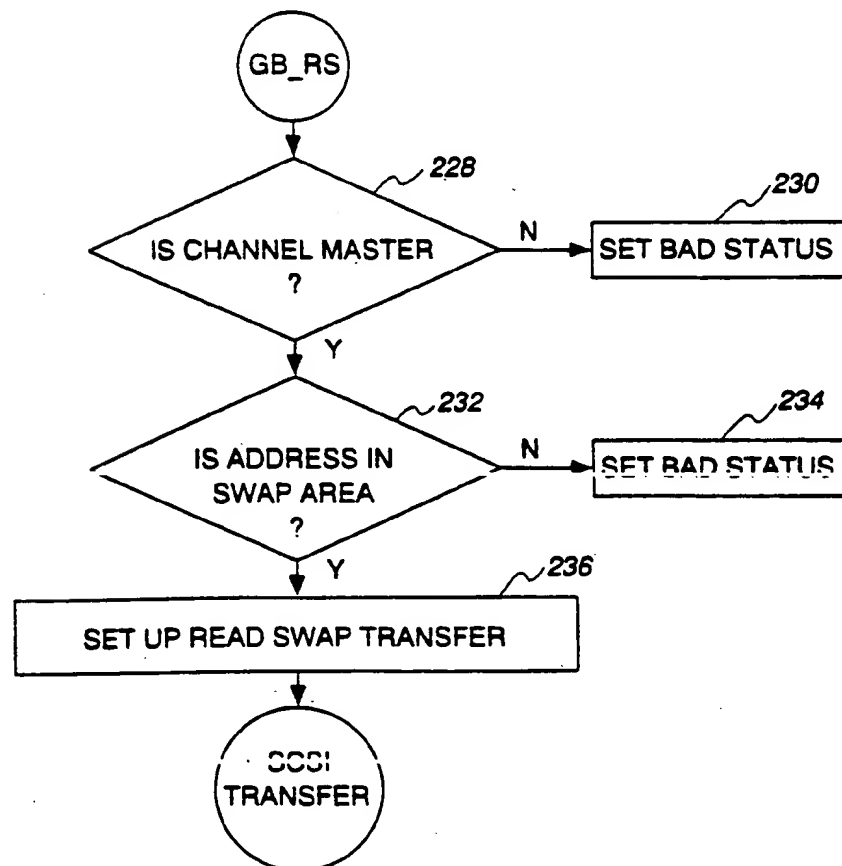 GB_RS
228
IS CHANNEL MASTER
?
N
230
SET BAD STATUS
Y
232
IS ADDRESS IN
SWAP AREA
?
N
234
SET BAD STATUS
Y
236
SET UP READ SWAP TRANSFER
SCSI
TRANSFER